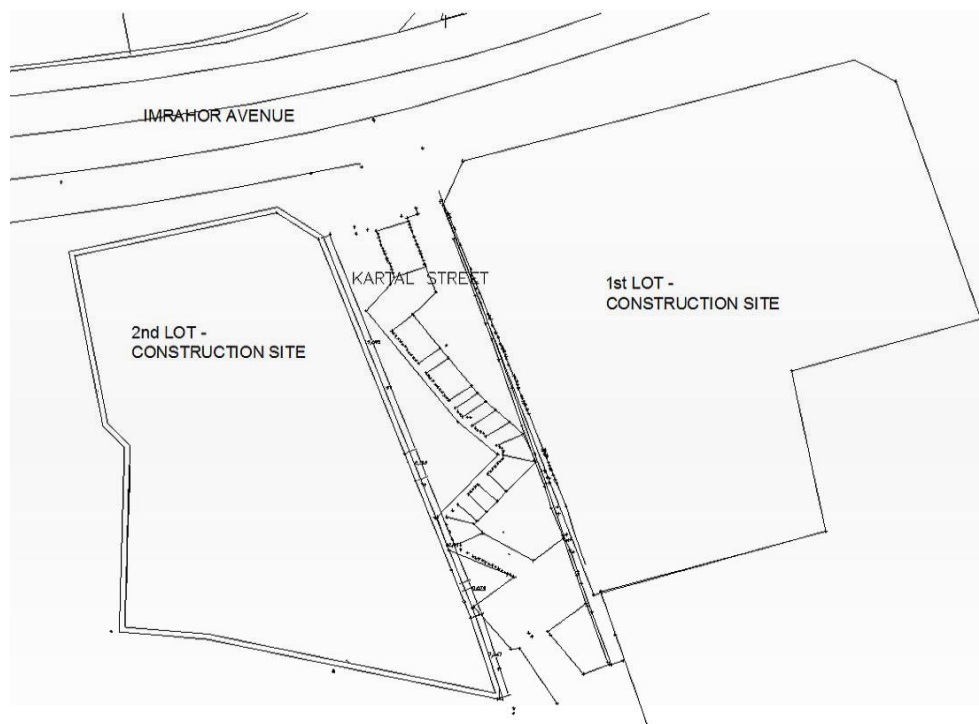 IMRAHOR AVENUE
KARTAL STREET
1st LOT -
CONSTRUCTION SITE
2nd LOT -
CONSTRUCTION SITE